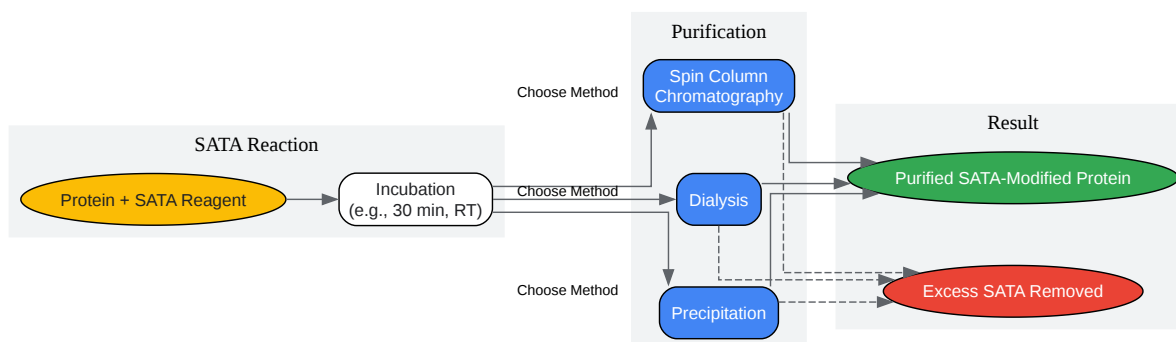 SATA Reaction
Protein + SATA Reagent
Incubation
(e.g., 30 min, RT)
Choose Method
Choose Method
Choose Method
Purification
Spin Column
Chromatography
Dialysis
Precipitation
Result
Purified SATA-Modified Protein
Excess SATA Removed